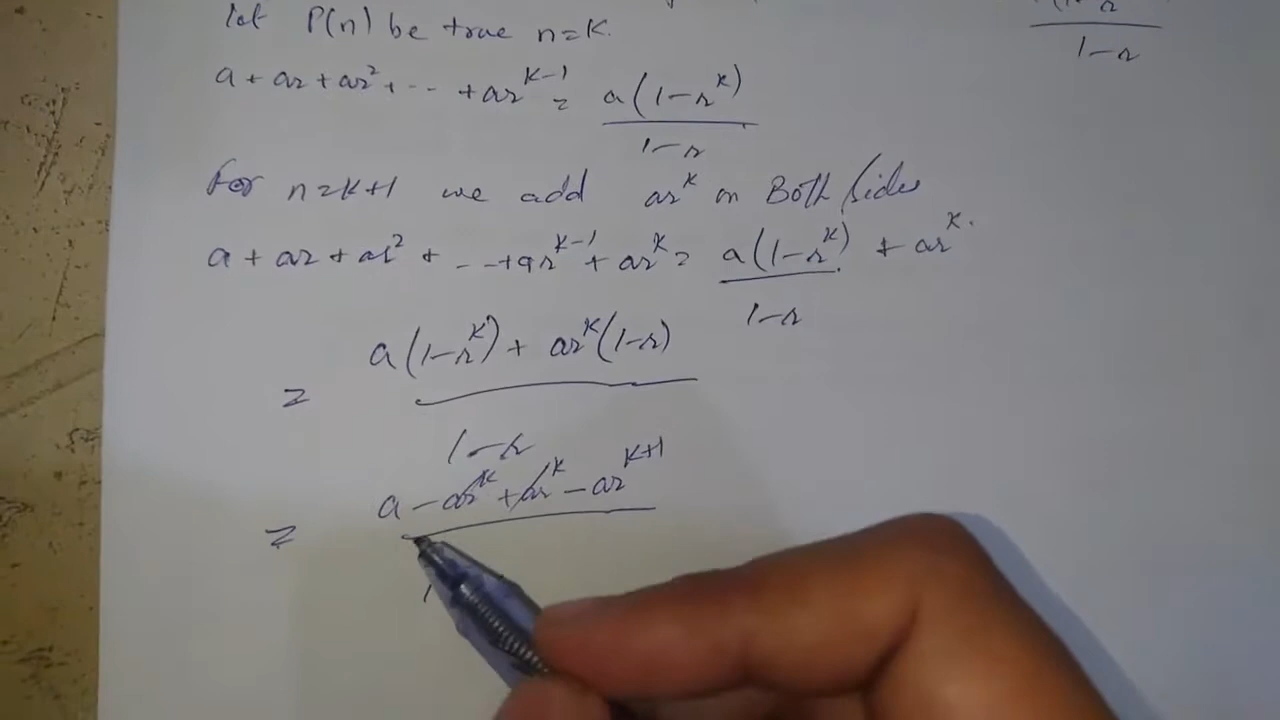 let P(n) be true n=k.
a + ar + ar² + ... + ar^(k-1) = a(1-r^k) / 1-r
For n=k+1 we add ar^k on Both sides
a + ar + ar² + ... + ar^(k-1) + ar^k = a(1-r^k) / 1-r + ar^k.
= a(1-r^k) + ar^k(1-r) / 1-r
= a - ar^k + ar^k - ar^(k+1)
1-r